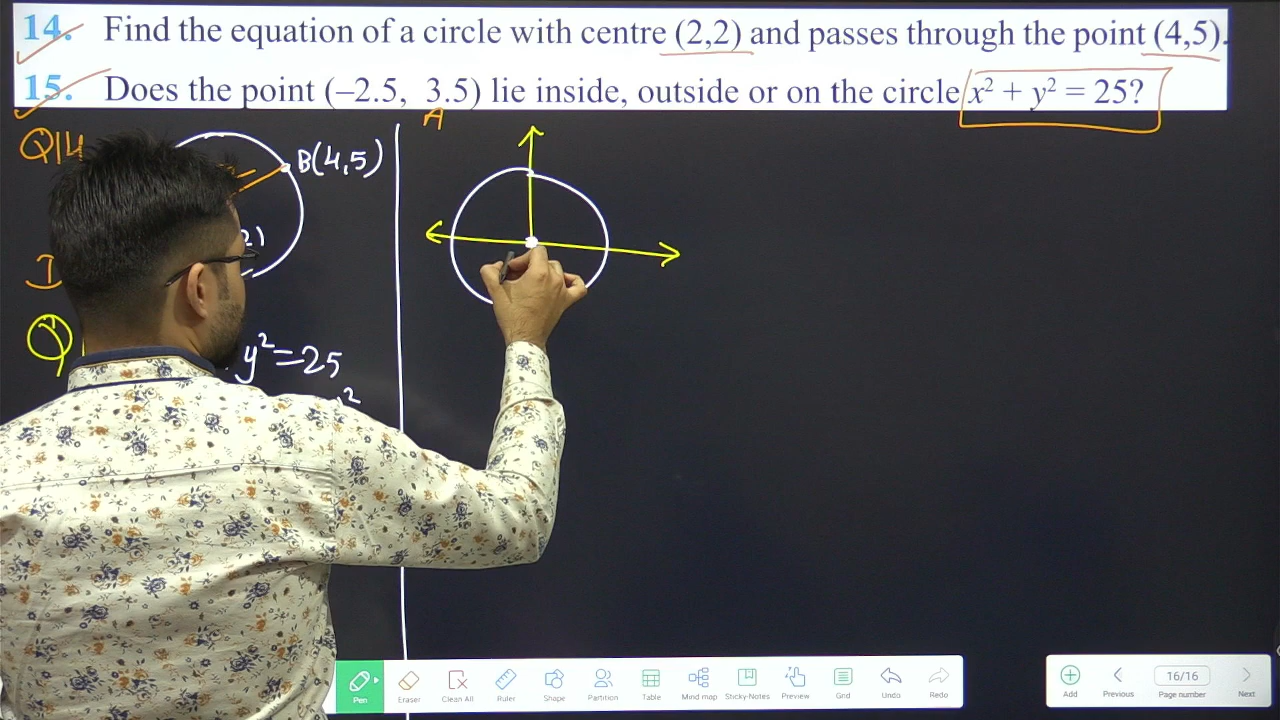 14. Find the equation of a circle with centre (2,2) and passes through the point (4,5).
15. Does the point (–2.5, 3.5) lie inside, outside or on the circle x² + y² = 25?
A
Q14
B(4,5)
2)
y²=25
2
Pen
Eraser
Clean All
Ruler
Shape
Partition
Table
Mind map
Sticky-Notes
Preview
Grid
Undo
Redo
Add
Previous
16/16
Page number
Next